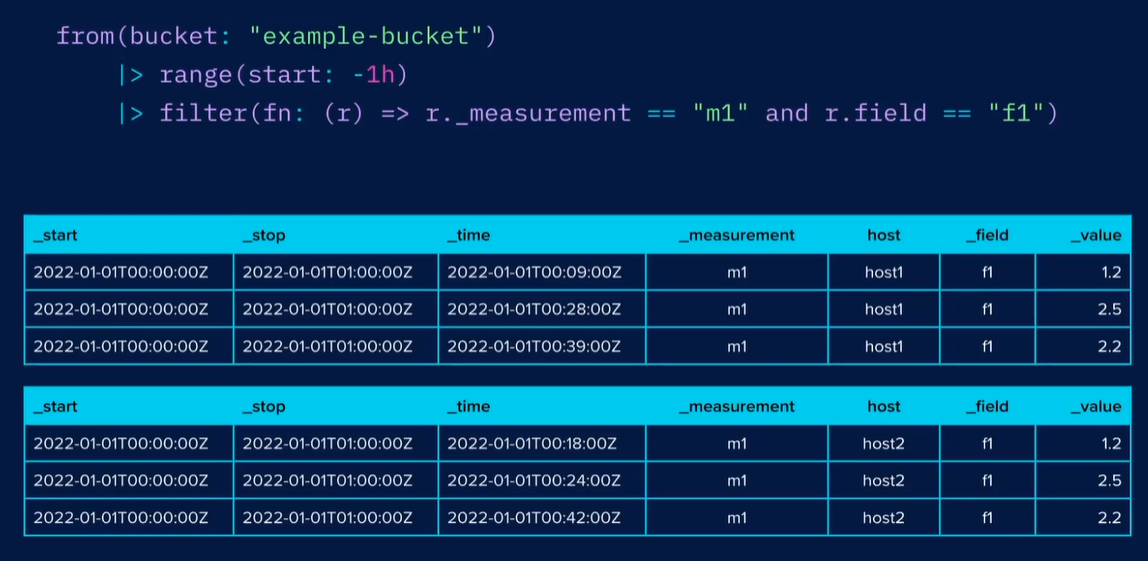 from(bucket: "example-bucket")
|> range(start: -1h)
|> filter(fn: (r) => r._measurement == "m1" and r.field == "f1")
_start _stop _time _measurement host _field _value
2022-01-01T00:00:00Z 2022-01-01T01:00:00Z 2022-01-01T00:09:00Z m1 host1 f1 1.2
2022-01-01T00:00:00Z 2022-01-01T01:00:00Z 2022-01-01T00:28:00Z m1 host1 f1 2.5
2022-01-01T00:00:00Z 2022-01-01T01:00:00Z 2022-01-01T00:39:00Z m1 host1 f1 2.2
_start _stop _time _measurement host _field _value
2022-01-01T00:00:00Z 2022-01-01T01:00:00Z 2022-01-01T00:18:00Z m1 host2 f1 1.2
2022-01-01T00:00:00Z 2022-01-01T01:00:00Z 2022-01-01T00:24:00Z m1 host2 f1 2.5
2022-01-01T00:00:00Z 2022-01-01T01:00:00Z 2022-01-01T00:42:00Z m1 host2 f1 2.2